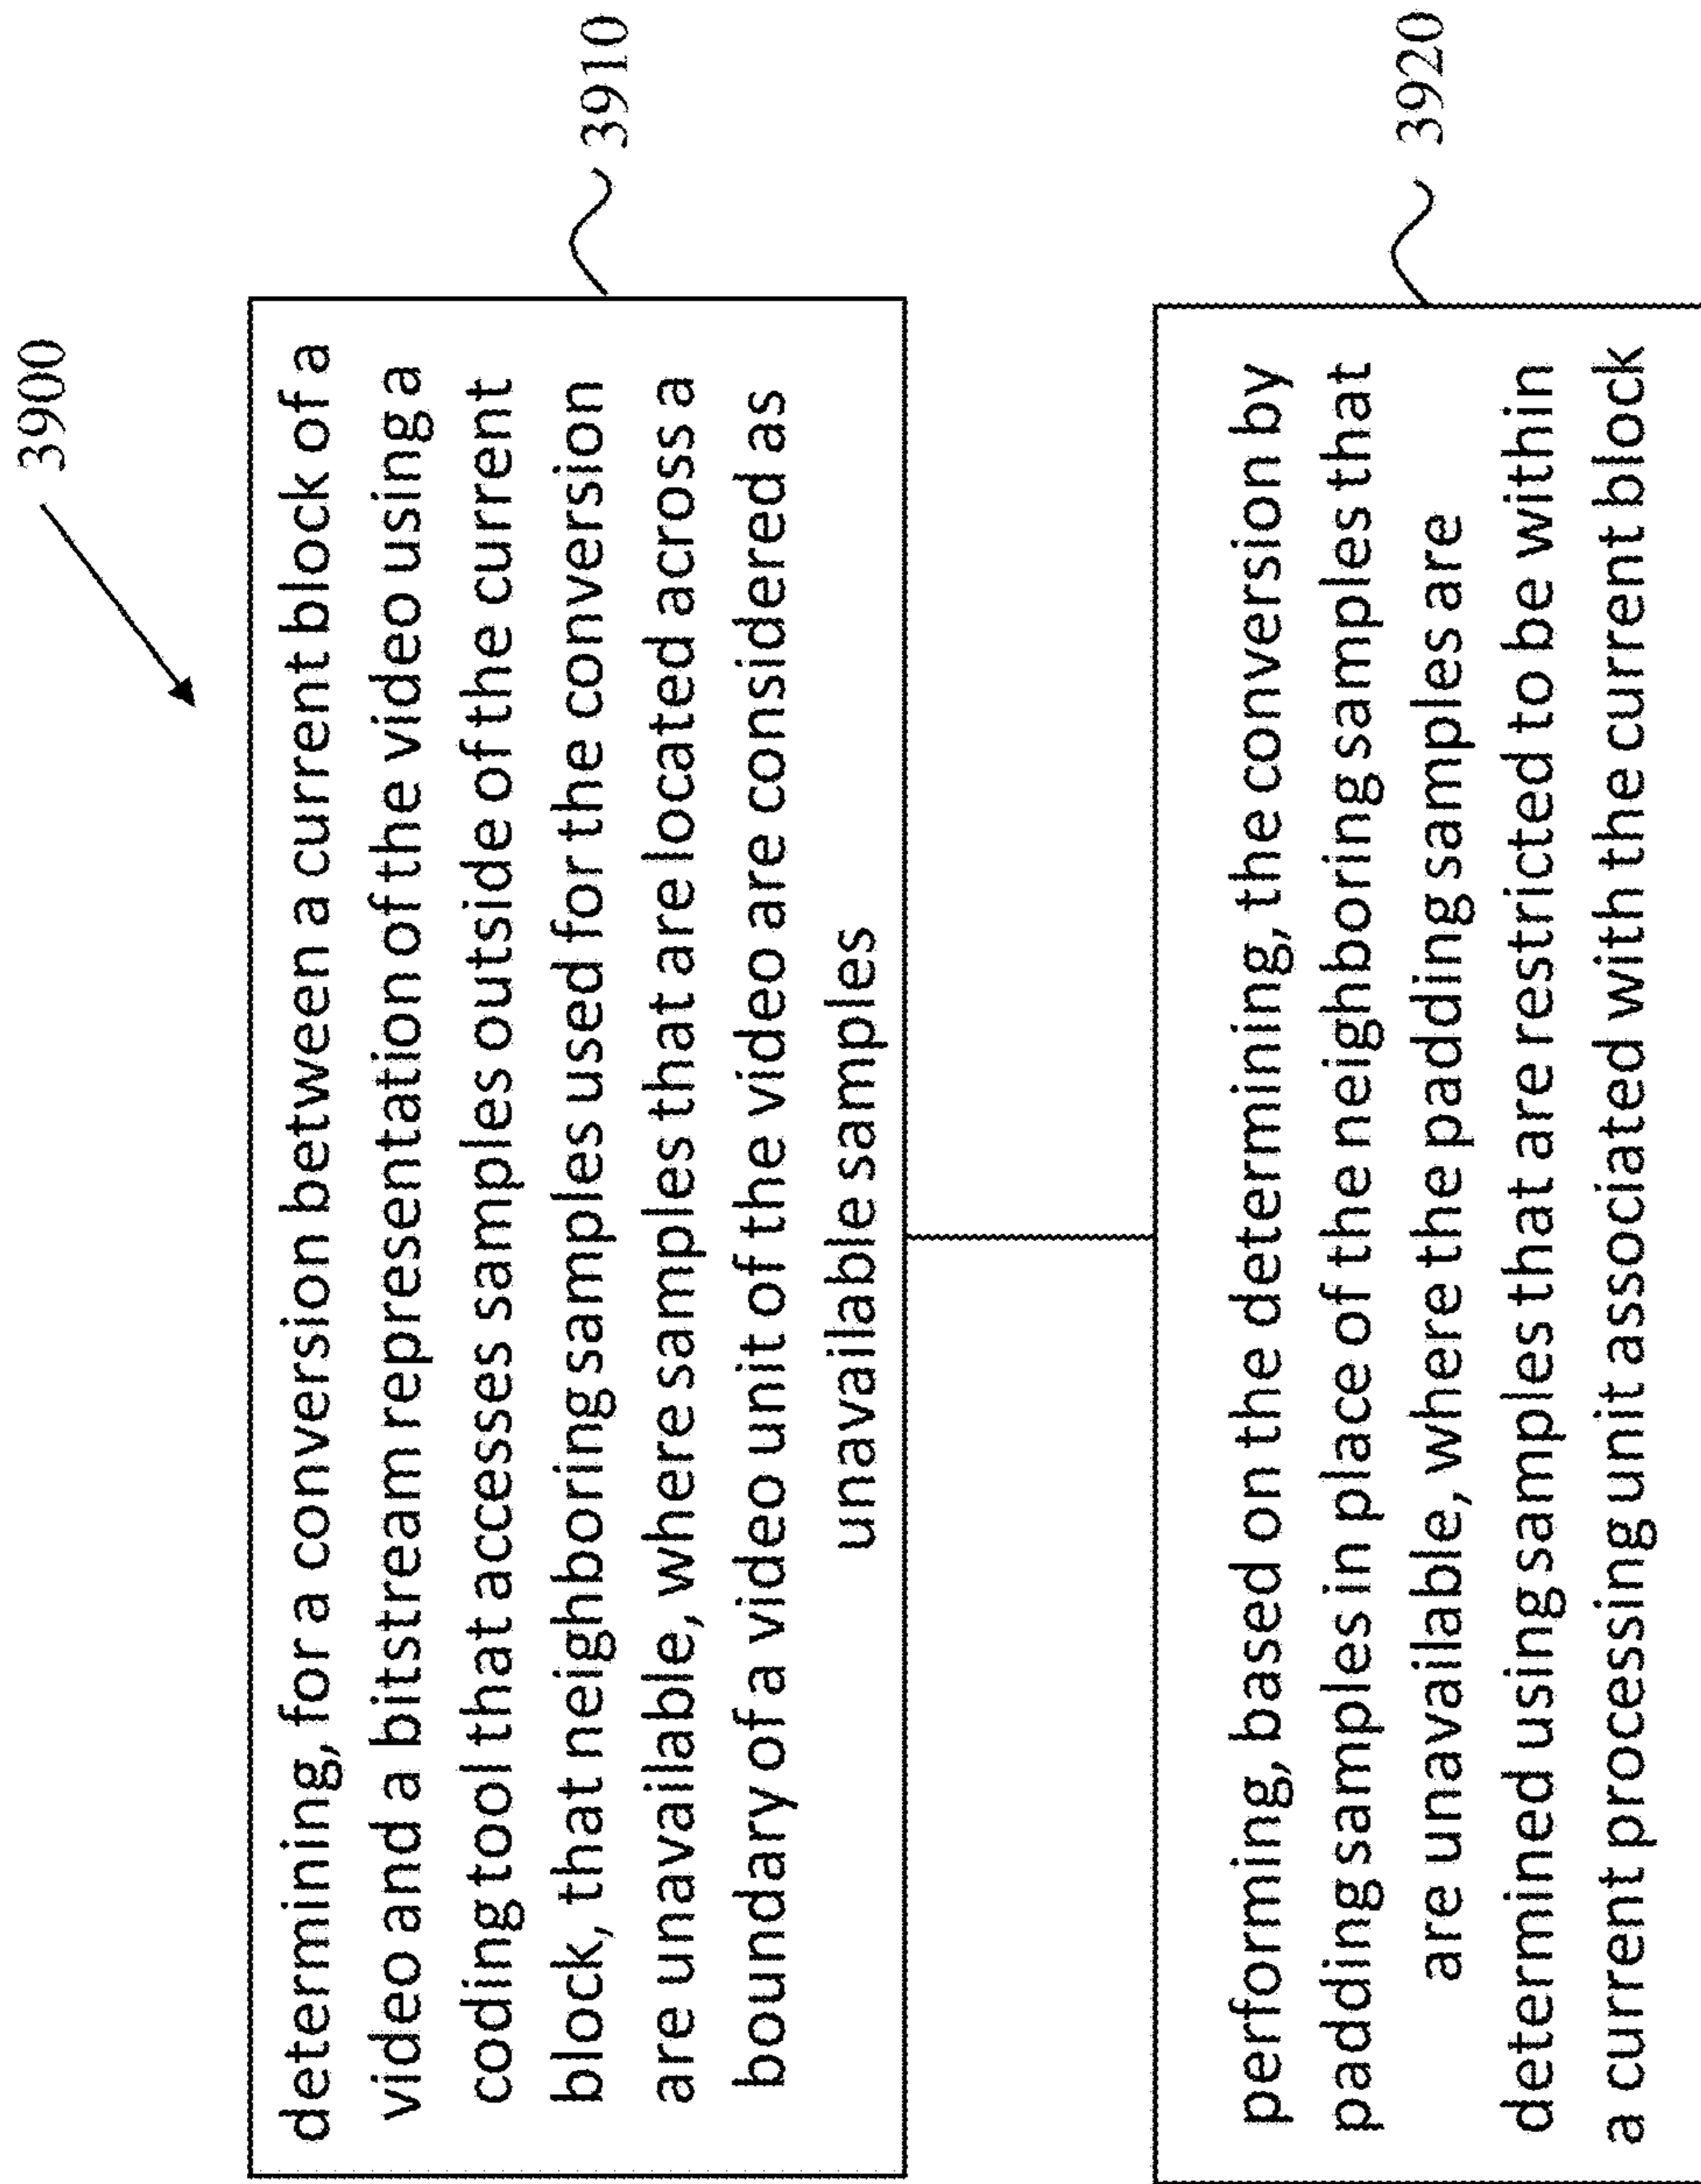 3900
determining, for a conversion between a current block of a
video and a bitstream representation of the video using a
coding tool that accesses samples outside of the current
block, that neighboring samples used for the conversion
are unavailable, where samples that are located across a
boundary of a video unit of the video are considered as
unavailable samples
3910
performing, based on the determining, the conversion by
padding samples in place of the neighboring samples that
are unavailable, where the padding samples are
determined using samples that are restricted to be within
a current processing unit associated with the current block
3920